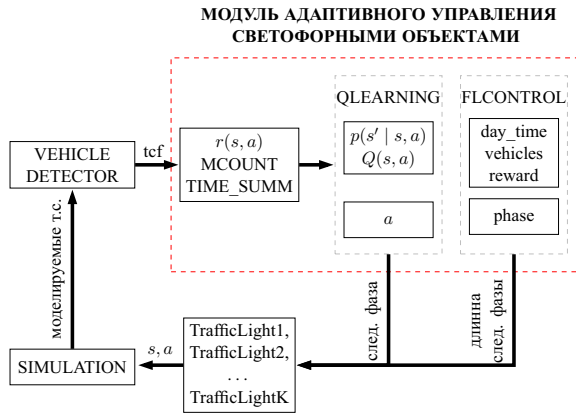 МОДУЛЬ АДАПТИВНОГО УПРАВЛЕНИЯ
СВЕТОФОРНЫМИ ОБЪЕКТАМИ
QLEARNING
FLCONTROL
VEHICLE
DETECTOR
tcf
r(s, a)
MCOUNT
TIME_SUMM
p(s′ | s, a)
Q(s, a)
day_time
vehicles
reward
a
phase
моделируемые т.с.
след. фаза
длинна
след. фазы
SIMULATION
s, a
TrafficLight1,
TrafficLight2,
...
TrafficLightK